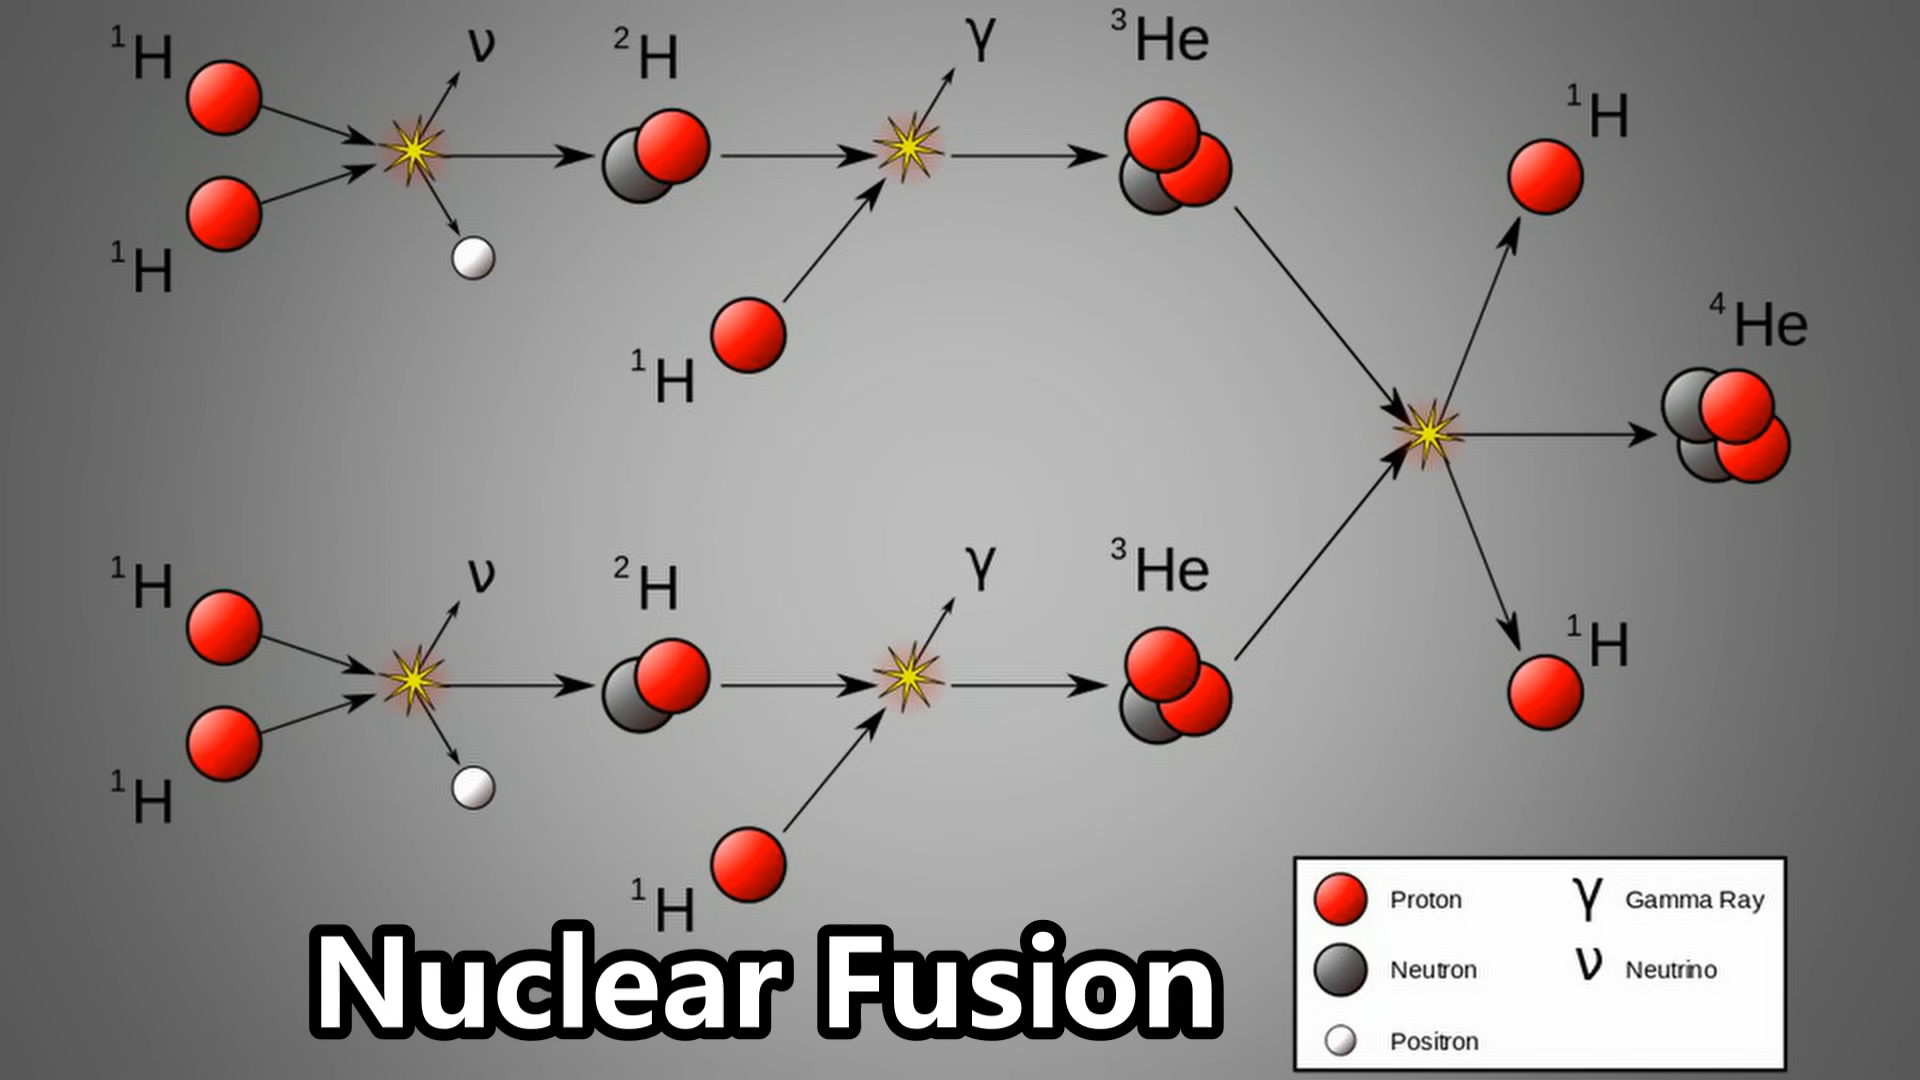 ¹H
ν
²H
γ
³He
¹H
¹H
¹H
⁴He
¹H
ν
²H
γ
³He
¹H
¹H
¹H
Nuclear Fusion
Proton
γ Gamma Ray
Neutron
ν Neutrino
Positron